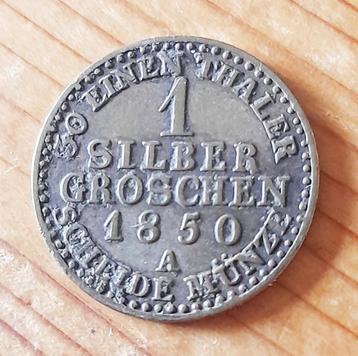 30 EINEN THALER
1
SILBER
GROSCHEN
1850
A
SCHEIDE MÜNZE